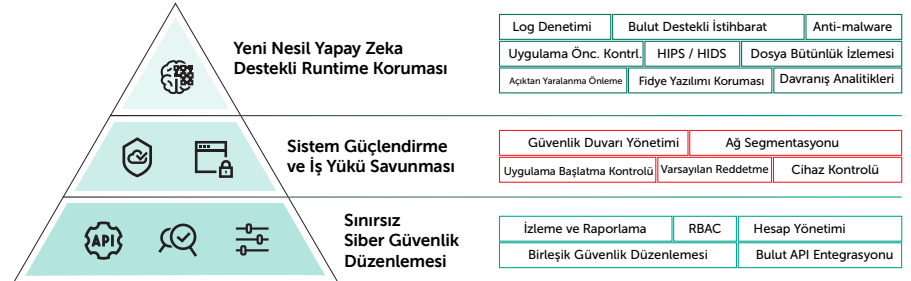 Yeni Nesil Yapay Zeka
Destekli Runtime Koruması
Log Denetimi
Bulut Destekli İstihbarat
Anti-malware
Uygulama Önc. Kontrl.
HIPS / HIDS
Dosya Bütünlük İzlemesi
Açıktan Yaralanma Önleme
Fidye Yazılımı Koruması
Davranış Analitikleri
Sistem Güçlendirme
ve İş Yükü Savunması
Güvenlik Duvarı Yönetimi
Ağ Segmentasyonu
Uygulama Başlatma Kontrolü
Varsayılan Reddetme
Cihaz Kontrolü
API
Sınırsız
Siber Güvenlik
Düzenlemesi
İzleme ve Raporlama
RBAC
Hesap Yönetimi
Birleşik Güvenlik Düzenlemesi
Bulut API Entegrasyonu